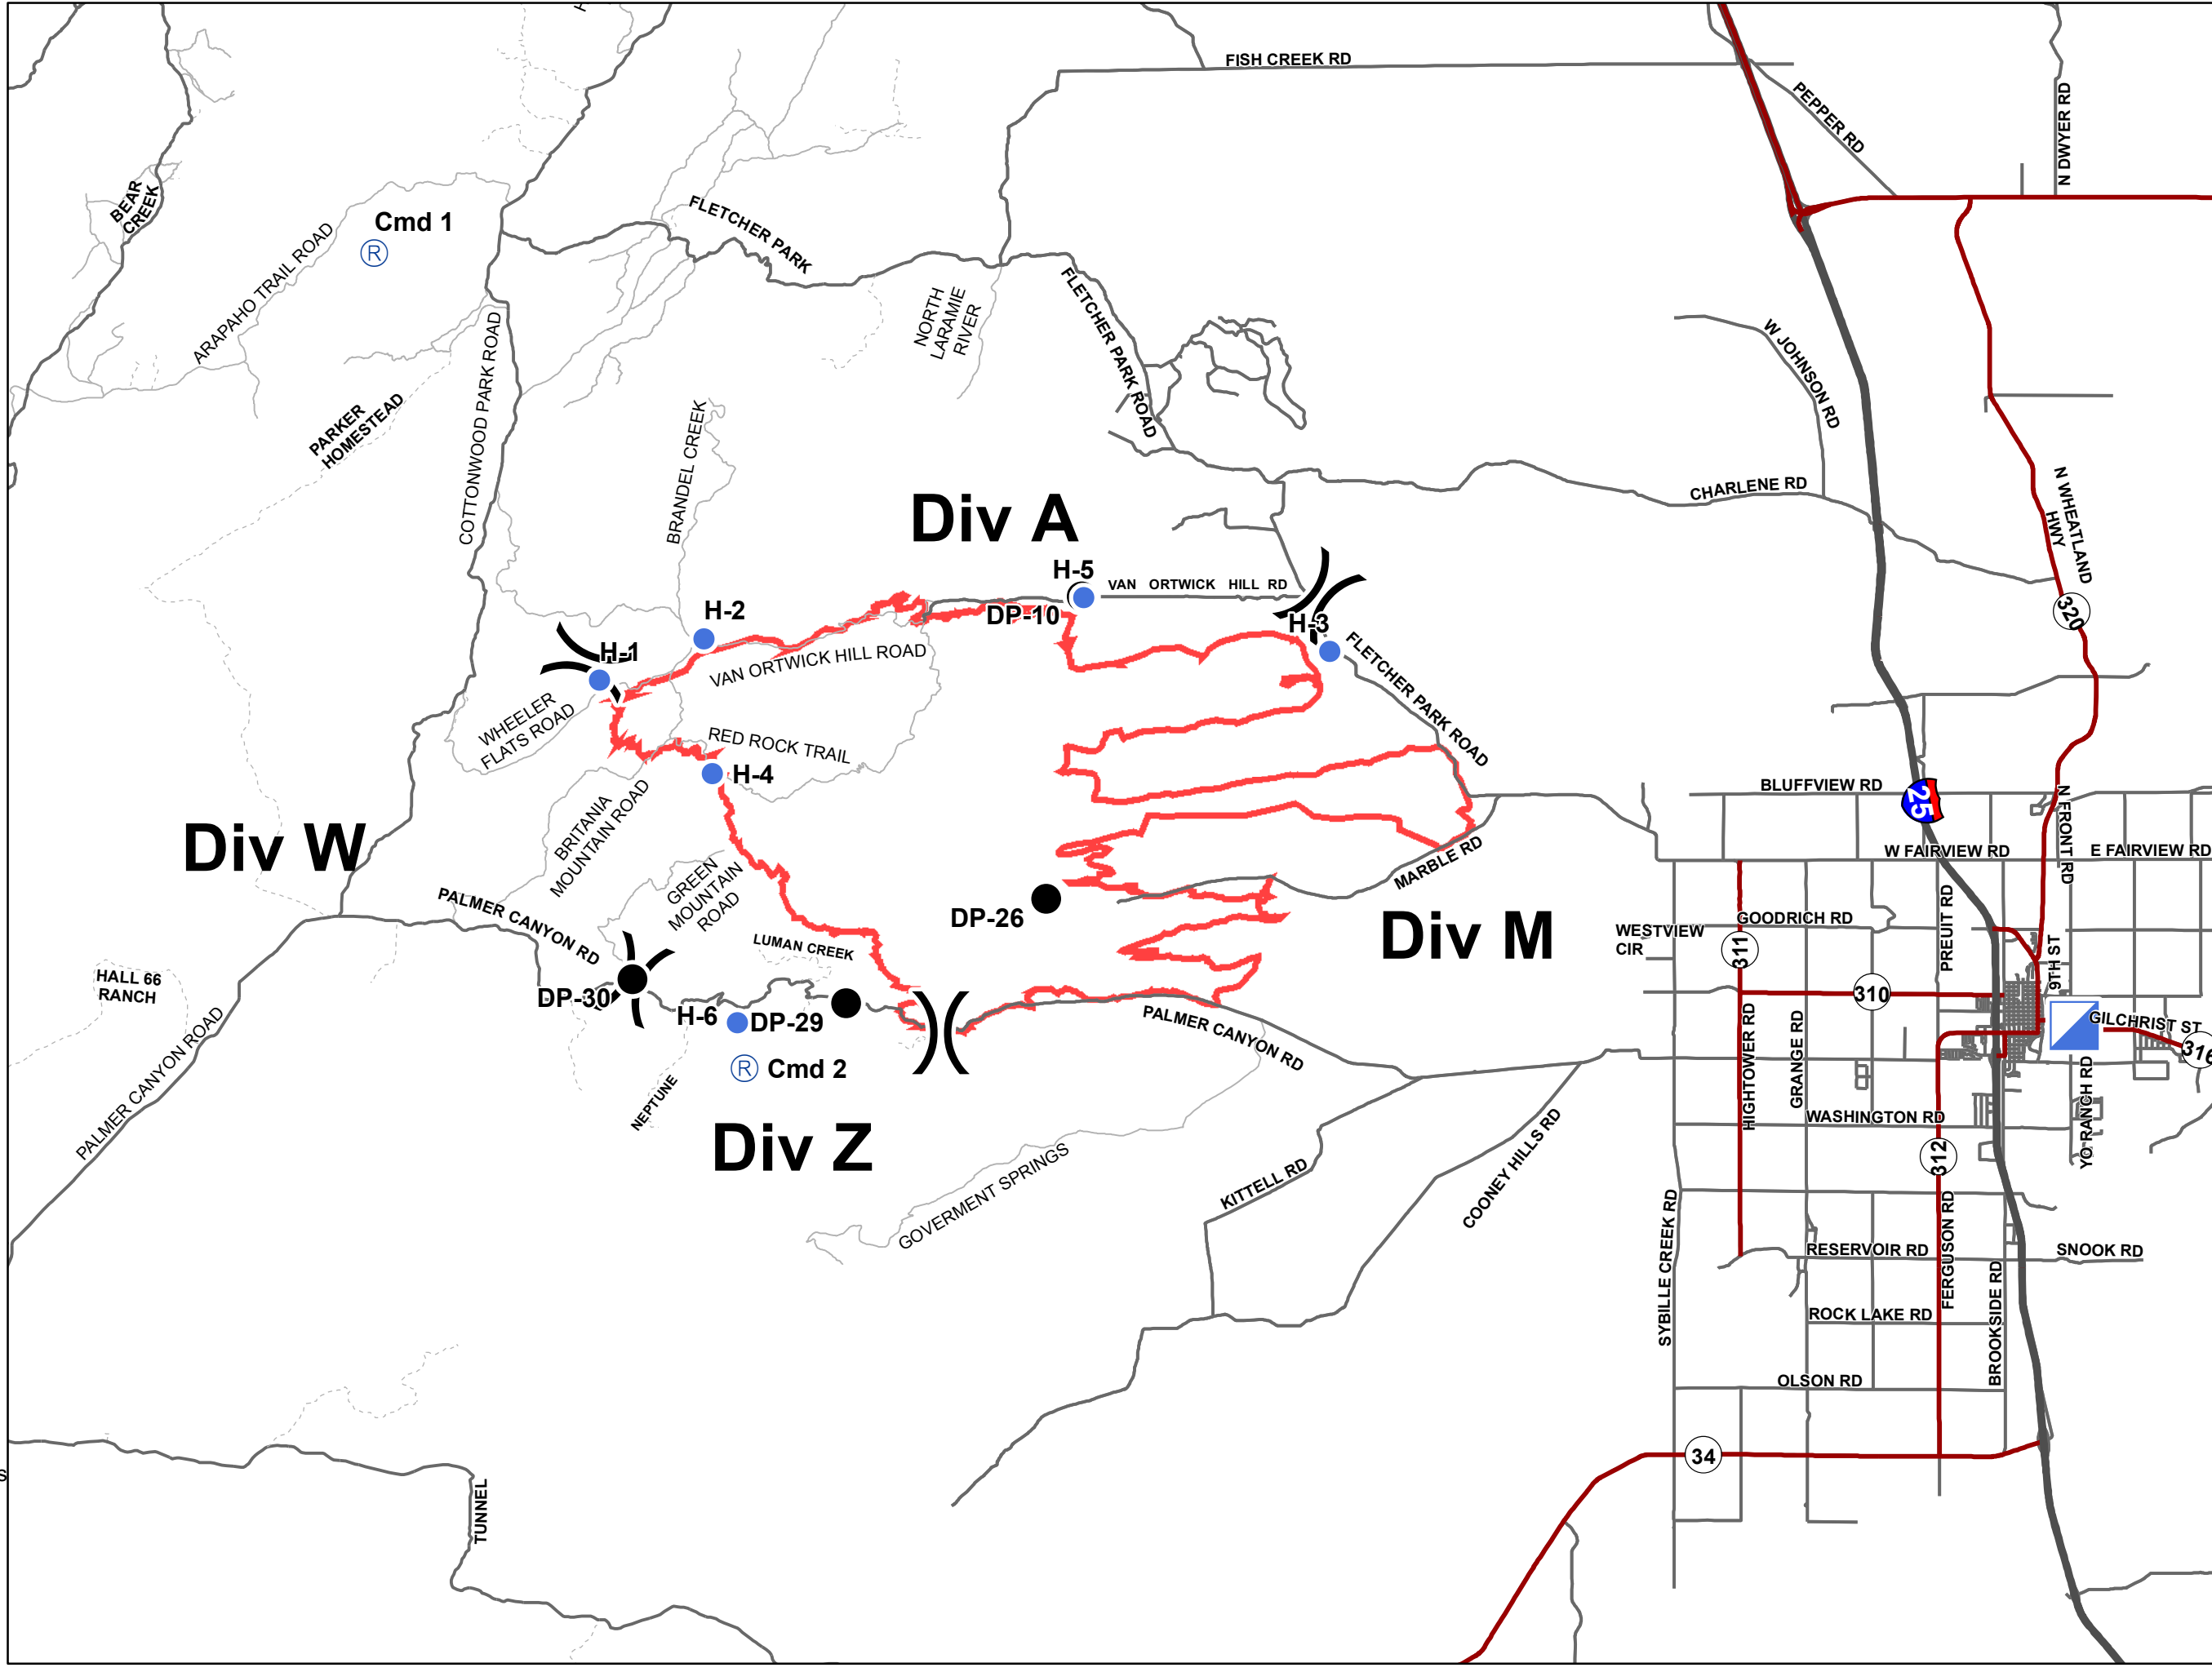 FISH CREEK RD
PEPPER RD
N DWYER RD
BEAR
CREEK
Cmd 1
R
ARAPAHO TRAIL ROAD
FLETCHER PARK
FLETCHER PARK ROAD
NORTH
LARAMIE
RIVER
W JOHNSON RD
COTTONWOOD PARK ROAD
PARKER
HOMESTEAD
BRANDEL CREEK
CHARLENE RD
N WHEATLAND
HWY
320
Div A
H-5
VAN ORTWICK HILL RD
DP-10
H-2
H-3
H-1
VAN ORTWICK HILL ROAD
FLETCHER PARK ROAD
WHEELER
FLATS ROAD
RED ROCK TRAIL
H-4
BRITANIA
MOUNTAIN ROAD
BLUFFVIEW RD
25
N FRONT RD
Div W
W FAIRVIEW RD
E FAIRVIEW RD
MARBLE RD
GREEN
MOUNTAIN
ROAD
PALMER CANYON RD
DP-26
Div M
GOODRICH RD
WESTVIEW
CIR
311
PREUIT RD
9TH ST
LUMAN CREEK
HALL 66
RANCH
DP-30
H-6
DP-29
310
GILCHRIST ST
316
PALMER CANYON ROAD
PALMER CANYON RD
R
Cmd 2
NEPTUNE
HIGHTOWER RD
GRANGE RD
YO RANCH RD
WASHINGTON RD
312
Div Z
GOVERMENT SPRINGS
KITTELL RD
COONEY HILLS RD
SYBILLE CREEK RD
FERGUSON RD
RESERVOIR RD
SNOOK RD
BROOKSIDE RD
ROCK LAKE RD
OLSON RD
34
TUNNEL